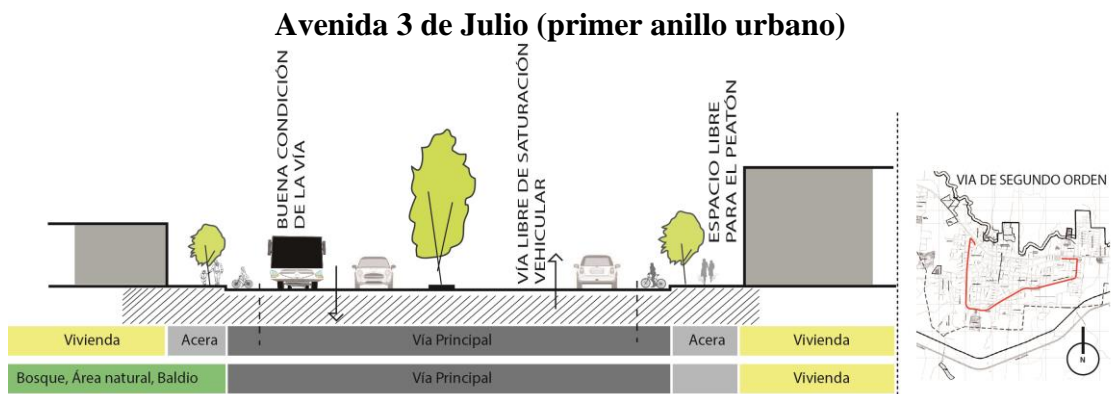 Avenida 3 de Julio (primer anillo urbano)
BUENA CONDICIÓN
DE LA VÍA
VÍA LIBRE DE SATURACIÓN
VEHICULAR
ESPACIO LIBRE
PARA EL PEATÓN
VIA DE SEGUNDO ORDEN
N
Vivienda
Acera
Vía Principal
Acera
Vivienda
Bosque, Área natural, Baldio
Vía Principal
Vivienda